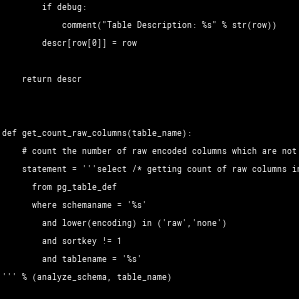 if debug:
comment("Table Description: %s" % str(row))
descr[row[0]] = row
return descr
def get_count_raw_columns(table_name):
# count the number of raw encoded columns which are not
statement = '''select /* getting count of raw columns in
from pg_table_def
where schemaname = '%s'
and lower(encoding) in ('raw','none')
and sortkey != 1
and tablename = '%s'
''' % (analyze_schema, table_name)